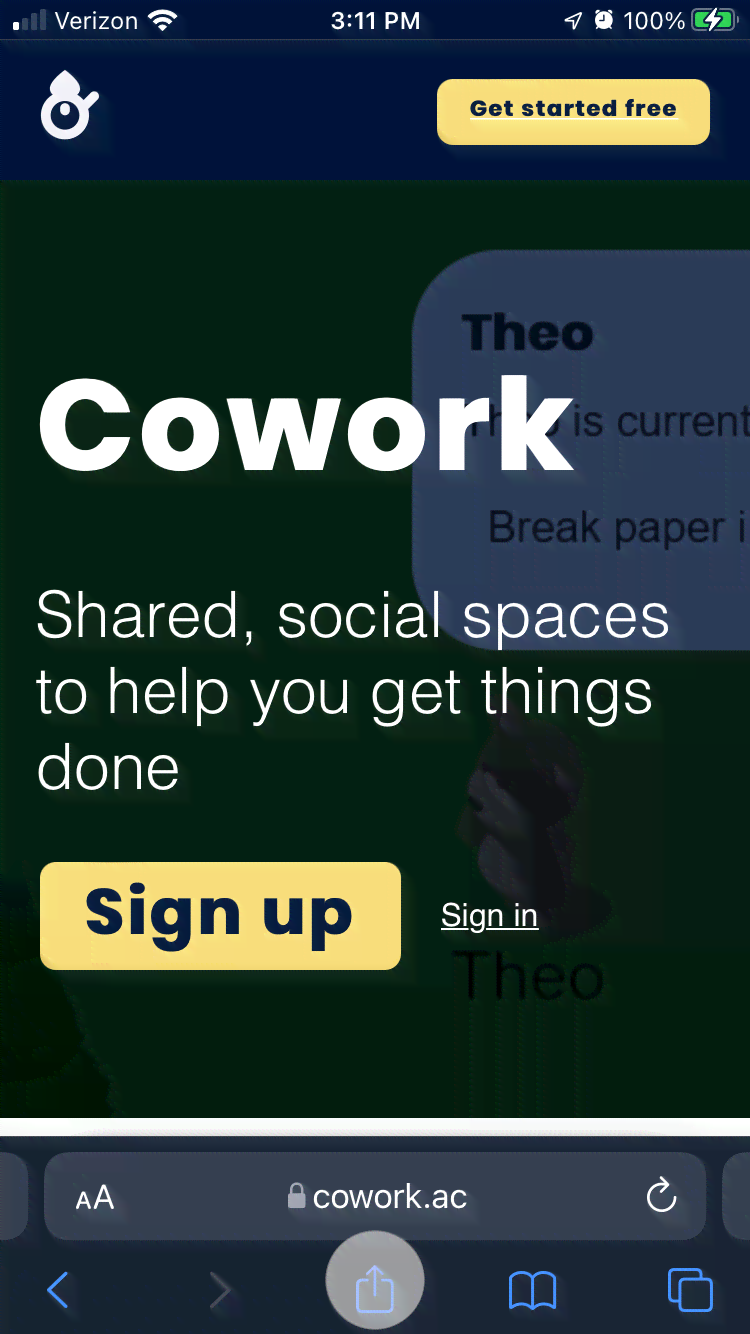 Verizon 3:11 PM 100%
Get started free
Theo
Cowork
Theo is current
Break paper i
Shared, social spaces
to help you get things
done
Sign up Sign in
Theo
AA cowork.ac